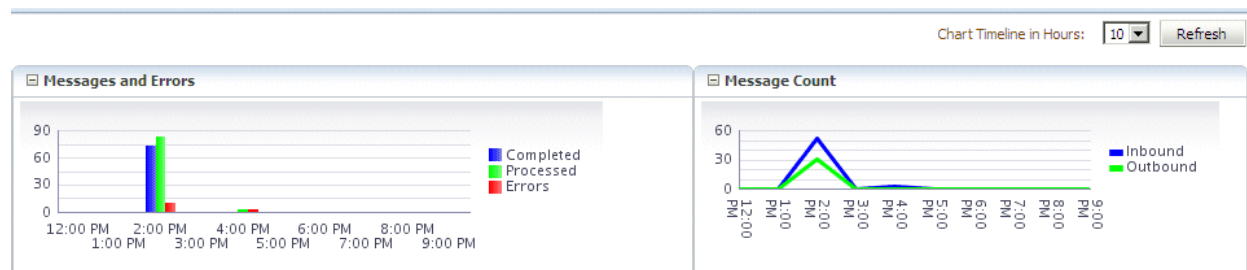 Chart Timeline in Hours: 10 Refresh
Messages and Errors
90
60
30
0
12:00 PM 2:00 PM 4:00 PM 6:00 PM 8:00 PM
1:00 PM 3:00 PM 5:00 PM 7:00 PM 9:00 PM
Completed
Processed
Errors
Message Count
60
30
0
12:00 PM
1:00 PM
2:00 PM
3:00 PM
4:00 PM
5:00 PM
6:00 PM
7:00 PM
8:00 PM
9:00 PM
Inbound
Outbound